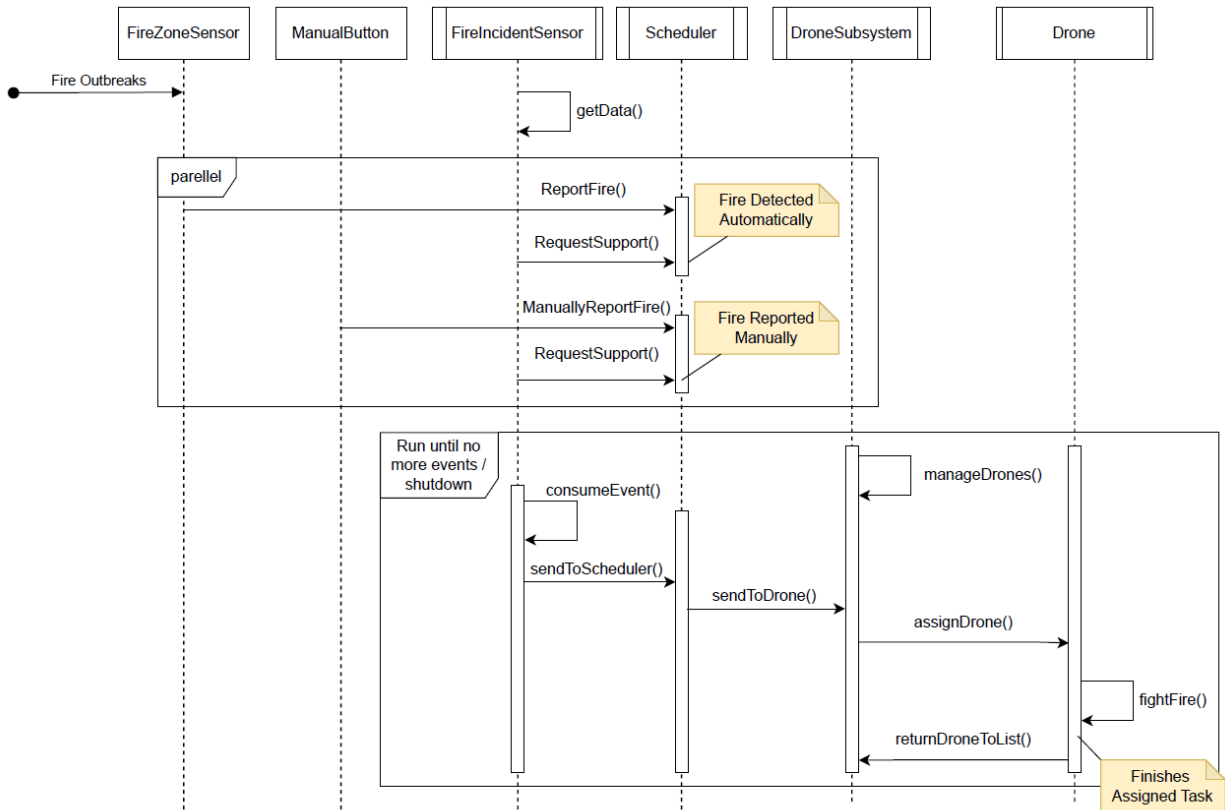 FireZoneSensor
ManualButton
FireIncidentSensor
Scheduler
DroneSubsystem
Drone
Fire Outbreaks
getData()
parellel
ReportFire()
Fire Detected
Automatically
RequestSupport()
ManuallyReportFire()
Fire Reported
Manually
RequestSupport()
Run until no
more events /
shutdown
manageDrones()
consumeEvent()
sendToScheduler()
sendToDrone()
assignDrone()
fightFire()
returnDroneToList()
Finishes
Assigned Task